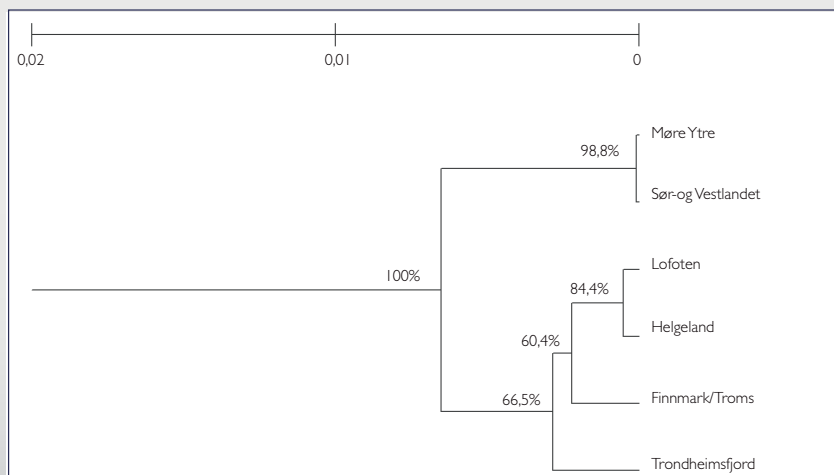 0,02 0,01 0
Møre Ytre
98,8%
Sør-og Vestlandet
Lofoten
100%
84,4%
Helgeland
60,4%
66,5%
Finnmark/Troms
Trondheimsfjord